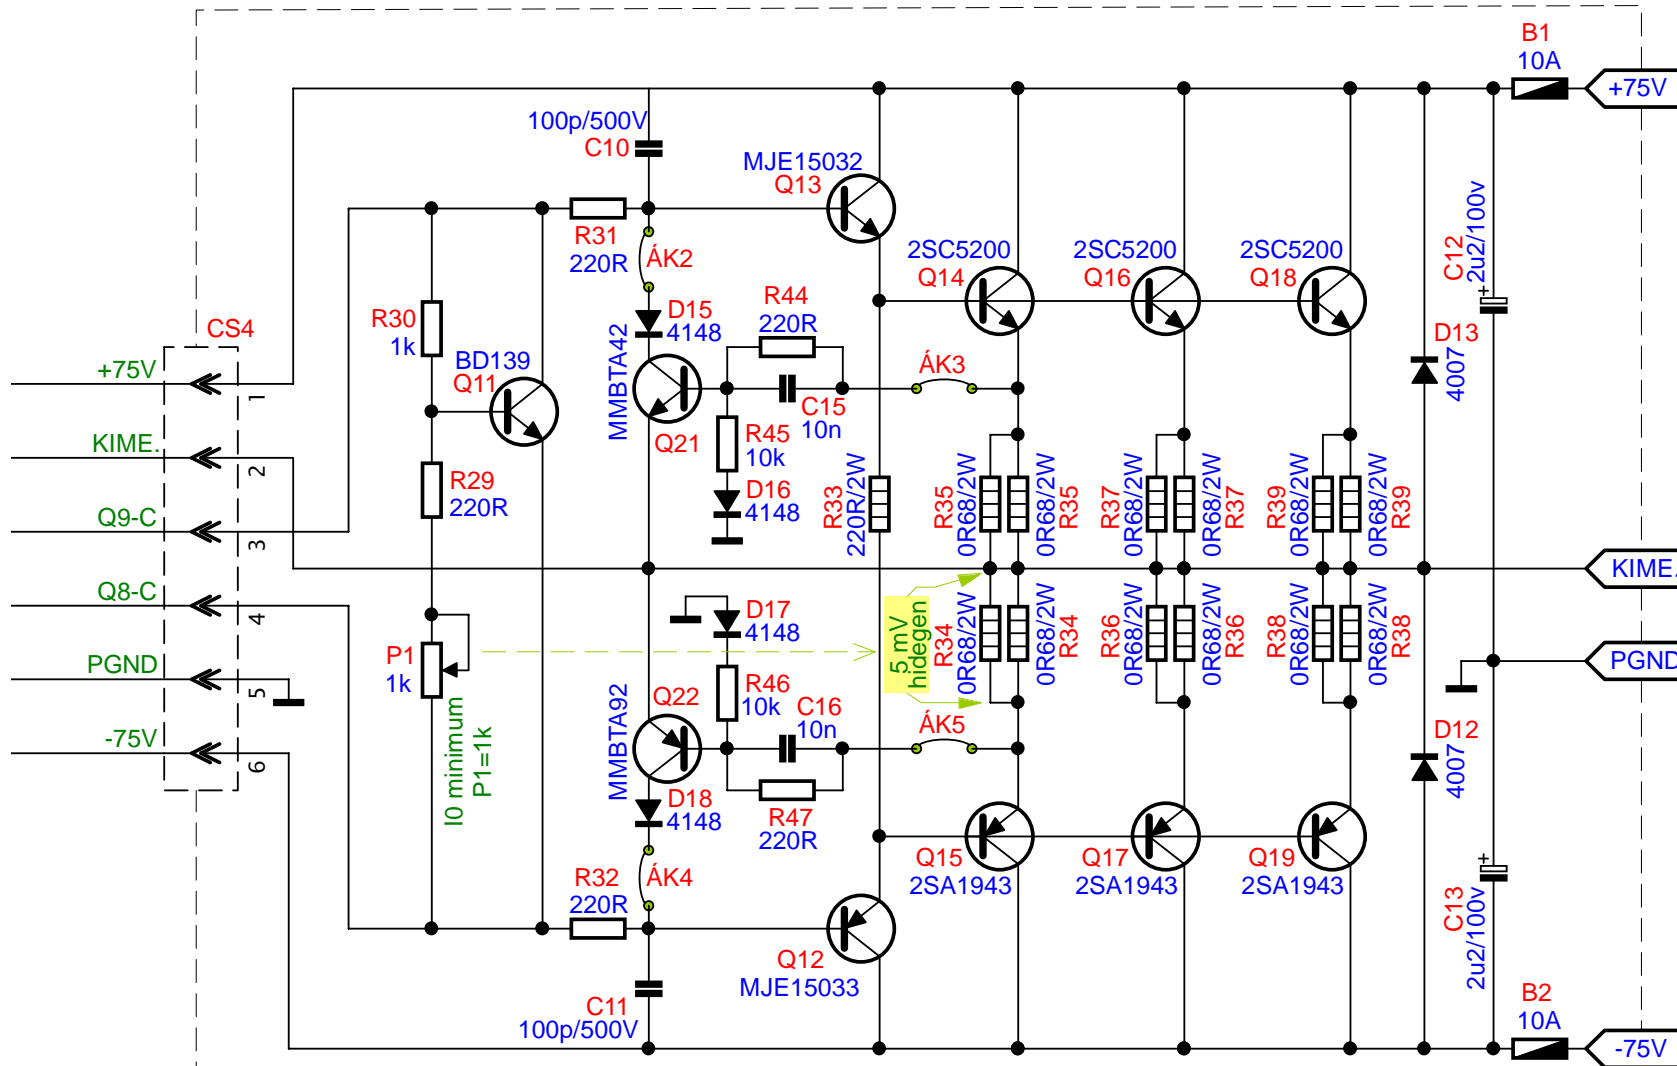 B1
10A
+75V
100p/500V
C10
MJE15032
Q13
R31
220R
ÁK2
2SC5200
Q14
2SC5200
Q16
2SC5200
Q18
C12
2u2/100v
+
R30
1k
D15
4148
R44
220R
CS4
BD139
Q11
MMBTA42
Q21
ÁK3
C15
10n
D13
4007
+75V
1
KIME.
2
Q9-C
3
Q8-C
4
PGND
5
-75V
6
R29
220R
R45
10k
D16
4148
R33
220R/2W
R35
0R68/2W
0R68/2W
R35
R37
0R68/2W
0R68/2W
R37
R39
0R68/2W
0R68/2W
R39
KIME.
P1
1k
I0 minimum
P1=1k
D17
4148
5 mV
hidegen
R34
0R68/2W
0R68/2W
R34
R36
0R68/2W
0R68/2W
R36
R38
0R68/2W
0R68/2W
R38
PGND
Q22
MMBTA92
R46
10k
C16
10n
ÁK5
D12
4007
D18
4148
R47
220R
ÁK4
R32
220R
Q15
2SA1943
Q17
2SA1943
Q19
2SA1943
+
C13
2u2/100v
Q12
MJE15033
C11
100p/500V
B2
10A
-75V